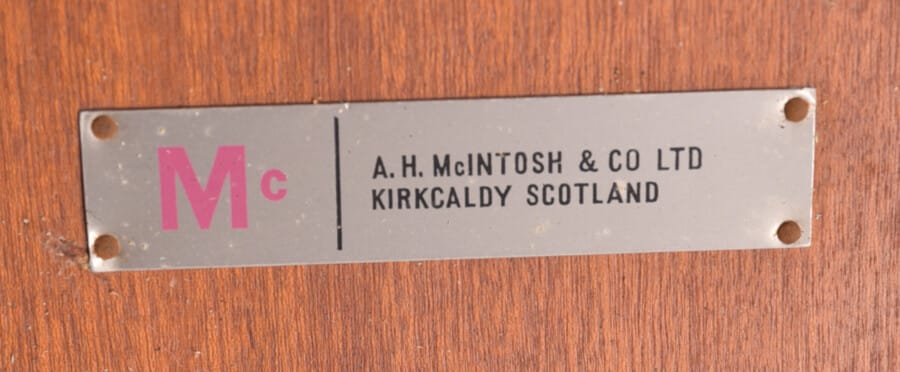 Mc
A.H. McINTOSH & CO LTD
KIRKCALDY SCOTLAND